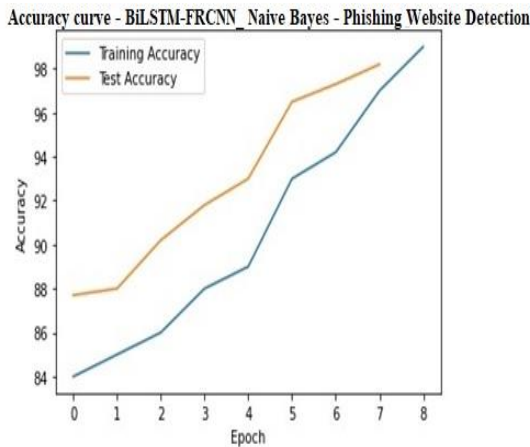 Accuracy curve - BiLSTM-FRCNN_ Naive Bayes - Phishing Website Detection
Training Accuracy
Test Accuracy
98
96
94
92
90
88
86
84
Accuracy
0 1 2 3 4 5 6 7 8
Epoch